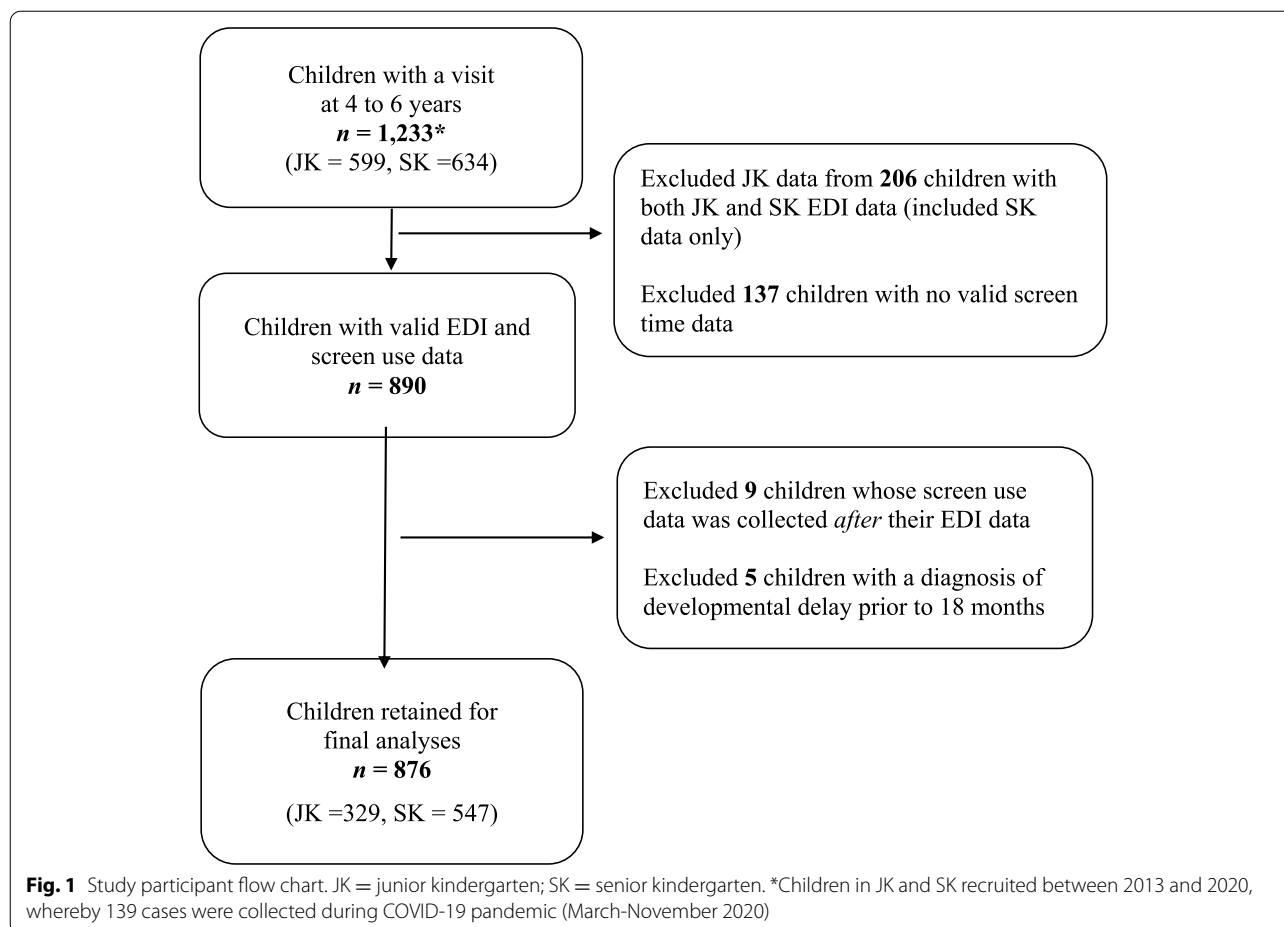 Children with a visit
at 4 to 6 years
n = 1,233*
(JK = 599, SK =634)
Excluded JK data from 206 children with
both JK and SK EDI data (included SK
data only)
Excluded 137 children with no valid screen
time data
Children with valid EDI and
screen use data
n = 890
Excluded 9 children whose screen use
data was collected after their EDI data
Excluded 5 children with a diagnosis of
developmental delay prior to 18 months
Children retained for
final analyses
n = 876
(JK =329, SK = 547)
Fig. 1 Study participant flow chart. JK = junior kindergarten; SK = senior kindergarten. *Children in JK and SK recruited between 2013 and 2020,
whereby 139 cases were collected during COVID-19 pandemic (March-November 2020)